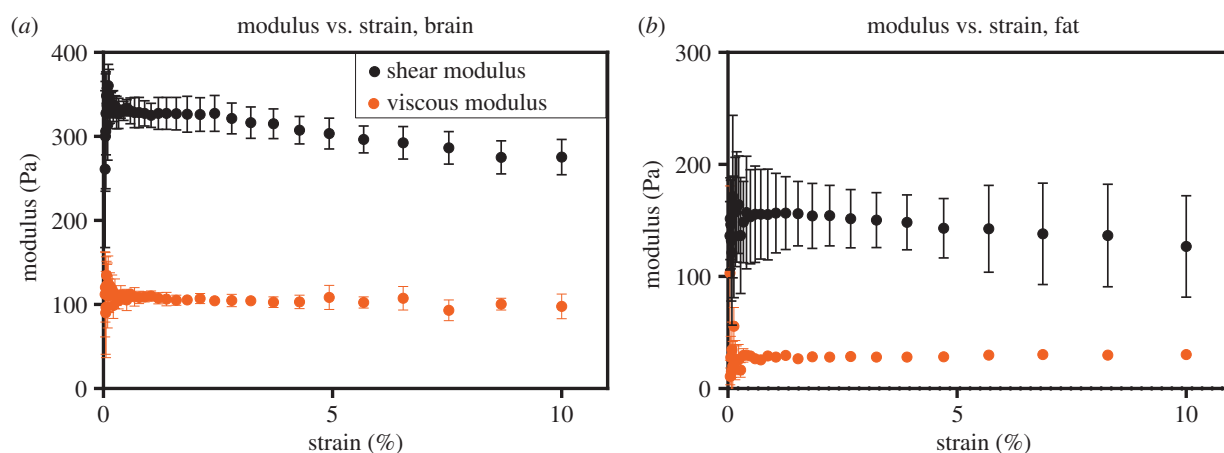 (a) modulus vs. strain, brain
400
300
200
100
0
modulus (Pa)
shear modulus
viscous modulus
0 5 10
strain (%)
(b) modulus vs. strain, fat
300
200
100
0
modulus (Pa)
0 5 10
strain (%)